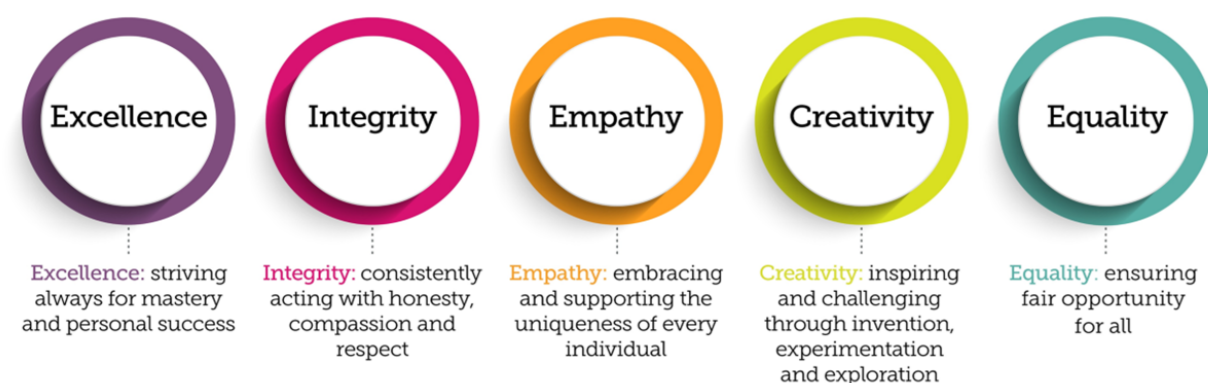 Excellence
Integrity
Empathy
Creativity
Equality
Excellence: striving
always for mastery
and personal success
Integrity: consistently
acting with honesty,
compassion and
respect
Empathy: embracing
and supporting the
uniqueness of every
individual
Creativity: inspiring
and challenging
through invention,
experimentation
and exploration
Equality: ensuring
fair opportunity
for all